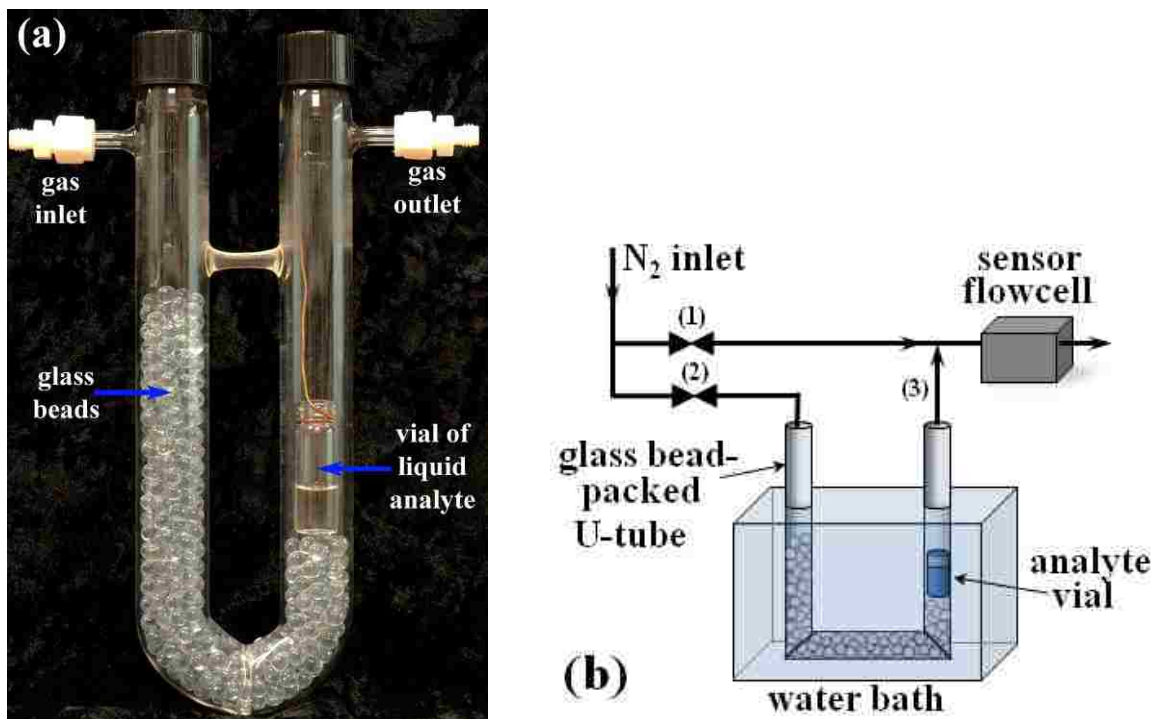 (a)
gas
inlet
gas
outlet
glass
beads
vial of
liquid
analyte
N₂ inlet
sensor
flowcell
(1)
(2)
(3)
glass bead-
packed
U-tube
analyte
vial
(b)
water bath